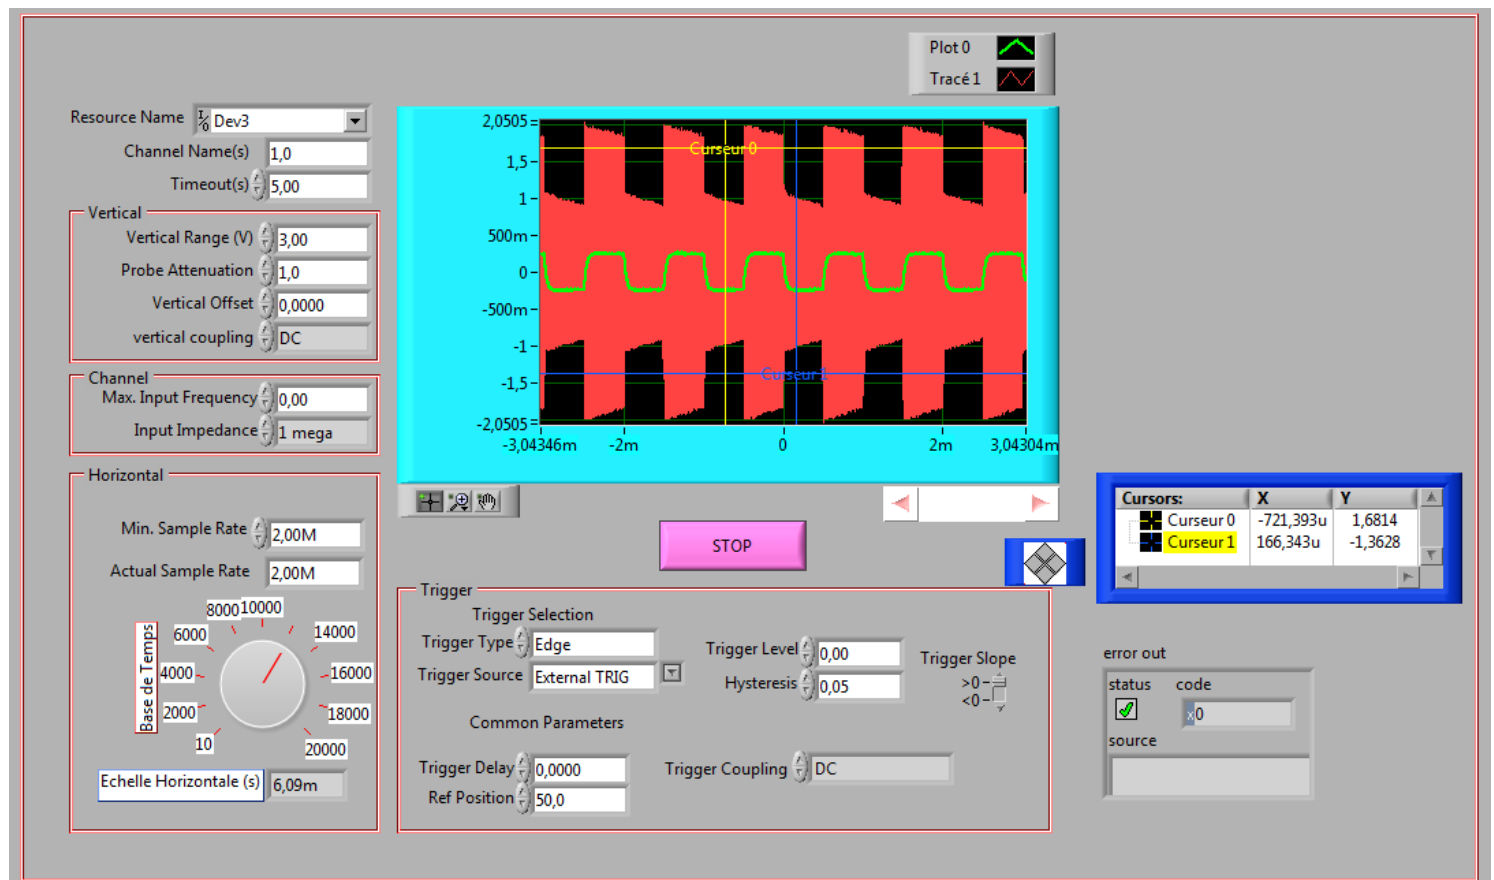 Plot 0
Tracé 1
Resource Name Dev3
Channel Name(s) 1,0
Timeout(s) 5,00
Vertical
Vertical Range (V) 3,00
Probe Attenuation 1,0
Vertical Offset 0,0000
vertical coupling DC
Channel
Max. Input Frequency 0,00
Input Impedance 1 mega
Horizontal
Min. Sample Rate 2,00M
Actual Sample Rate 2,00M
Base de Temps
10
2000
4000
6000
8000
10000
14000
16000
18000
20000
Echelle Horizontale (s) 6,09m
2,0505
1,5
1
500m
0
-500m
-1
-1,5
-2,0505
-3,04346m -2m 0 2m 3,04304m
Curseur 0
Curseur 1
STOP
Cursors: X Y
Curseur 0 -721,393u 1,6814
Curseur 1 166,343u -1,3628
Trigger
Trigger Selection
Trigger Type Edge
Trigger Source External TRIG
Trigger Level 0,00
Hysteresis 0,05
Trigger Slope
>0
<0
Common Parameters
Trigger Delay 0,0000
Ref Position 50,0
Trigger Coupling DC
error out
status code
x0
source